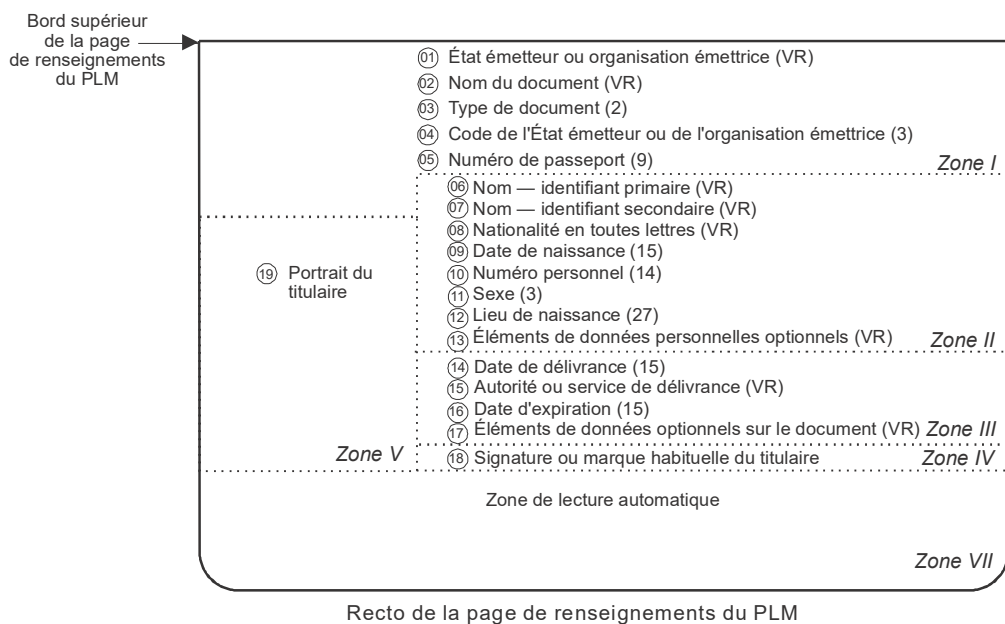 Bord supérieur
de la page
de renseignements
du PLM
01 État émetteur ou organisation émettrice (VR)
02 Nom du document (VR)
03 Type de document (2)
04 Code de l'État émetteur ou de l'organisation émettrice (3)
05 Numéro de passeport (9)
Zone I
06 Nom — identifiant primaire (VR)
07 Nom — identifiant secondaire (VR)
08 Nationalité en toutes lettres (VR)
09 Date de naissance (15)
10 Numéro personnel (14)
11 Sexe (3)
12 Lieu de naissance (27)
13 Éléments de données personnelles optionnels (VR)
Zone II
19 Portrait du
titulaire
Zone V
14 Date de délivrance (15)
15 Autorité ou service de délivrance (VR)
16 Date d'expiration (15)
17 Éléments de données optionnels sur le document (VR)
Zone III
18 Signature ou marque habituelle du titulaire
Zone IV
Zone de lecture automatique
Zone VII
Recto de la page de renseignements du PLM